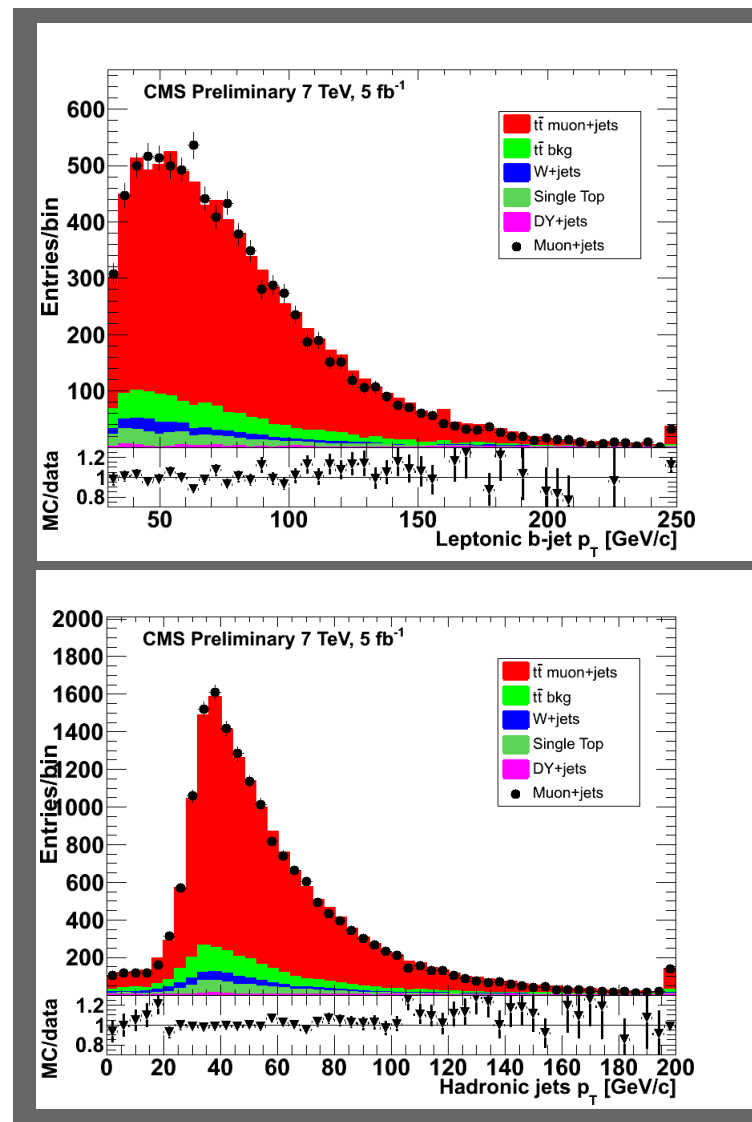 CMS Preliminary 7 TeV, 5 fb-1
600
500
400
300
200
100
Entries/bin
tt̄ muon+jets
tt̄ bkg
W+jets
Single Top
DY+jets
Muon+jets
1.2
1
0.8
MC/data
50 100 150 200 250
Leptonic b-jet pT [GeV/c]
2000
1800
1600
1400
1200
1000
800
600
400
200
CMS Preliminary 7 TeV, 5 fb-1
Entries/bin
tt̄ muon+jets
tt̄ bkg
W+jets
Single Top
DY+jets
Muon+jets
1.2
1
0.8
MC/data
0 20 40 60 80 100 120 140 160 180 200
Hadronic jets pT [GeV/c]